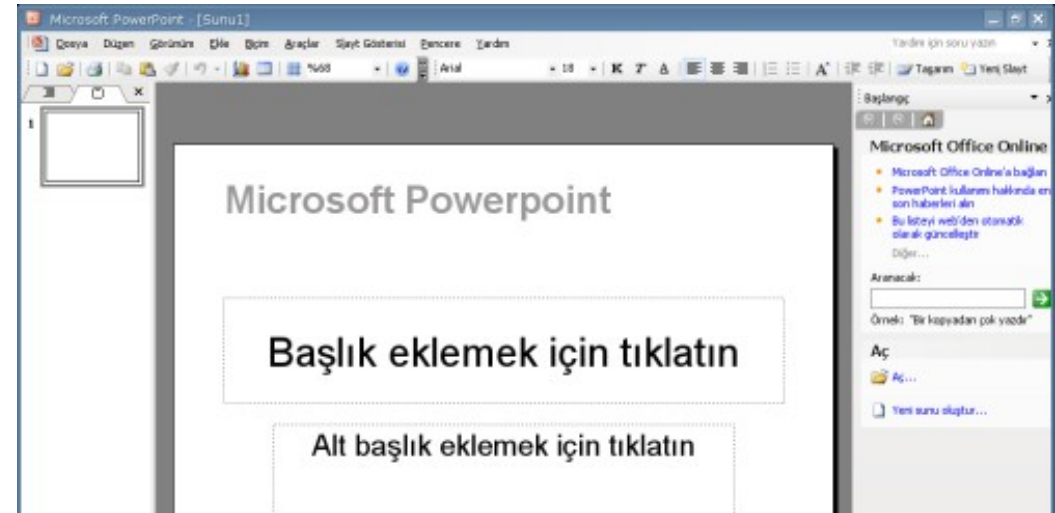 Microsoft PowerPoint - [Sunu1]
Dosya Düzen Görünüm Ekle Biçim Araçlar Slayt Gösterisi Pencere Yardım
Yardım için soru yazın
%68 Arial 18 K T A A Tasarım Yeni Slayt
Başlangıç
1
Microsoft Office Online
Microsoft Office Online'a bağlan
PowerPoint kullanımı hakkında en
son haberleri alın
Bu listeyi web'den otomatik
olarak güncelleştir
Diğer...
Aranacak:
Örnek: "Bir kopyadan çok yazdır"
Aç
Aç...
Yeni sunu oluştur...
Microsoft Powerpoint
Başlık eklemek için tıklatın
Alt başlık eklemek için tıklatın